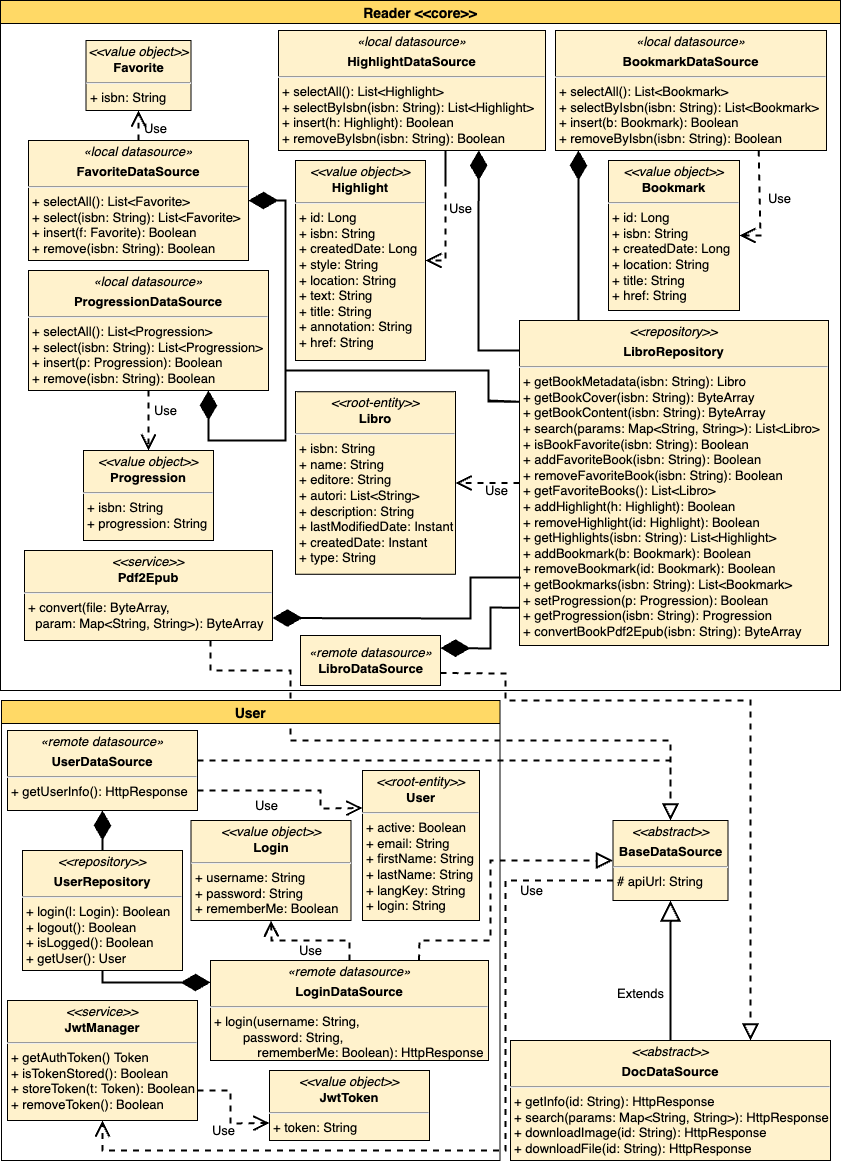 Reader <<core>>
<<value object>>
Favorite
+ isbn: String
Use
«local datasource»
FavoriteDataSource
+ selectAll(): List<Favorite>
+ select(isbn: String): List<Favorite>
+ insert(f: Favorite): Boolean
+ remove(isbn: String): Boolean
«local datasource»
HighlightDataSource
+ selectAll(): List<Highlight>
+ selectByIsbn(isbn: String): List<Highlight>
+ insert(h: Highlight): Boolean
+ removeByIsbn(isbn: String): Boolean
«local datasource»
BookmarkDataSource
+ selectAll(): List<Bookmark>
+ selectByIsbn(isbn: String): List<Bookmark>
+ insert(b: Bookmark): Boolean
+ removeByIsbn(isbn: String): Boolean
<<value object>>
Highlight
+ id: Long
+ isbn: String
+ createdDate: Long
+ style: String
+ location: String
+ text: String
+ title: String
+ annotation: String
+ href: String
Use
<<value object>>
Bookmark
+ id: Long
+ isbn: String
+ createdDate: Long
+ location: String
+ title: String
+ href: String
Use
«local datasource»
ProgressionDataSource
+ selectAll(): List<Progression>
+ select(isbn: String): List<Progression>
+ insert(p: Progression): Boolean
+ remove(isbn: String): Boolean
Use
<<value object>>
Progression
+ isbn: String
+ progression: String
<<root-entity>>
Libro
+ isbn: String
+ name: String
+ editore: String
+ autori: List<String>
+ description: String
+ lastModifiedDate: Instant
+ createdDate: Instant
+ type: String
Use
<<repository>>
LibroRepository
+ getBookMetadata(isbn: String): Libro
+ getBookCover(isbn: String): ByteArray
+ getBookContent(isbn: String): ByteArray
+ search(params: Map<String, String>): List<Libro>
+ isBookFavorite(isbn: String): Boolean
+ addFavoriteBook(isbn: String): Boolean
+ removeFavoriteBook(isbn: String): Boolean
+ getFavoriteBooks(): List<Libro>
+ addHighlight(h: Highlight): Boolean
+ removeHighlight(id: Highlight): Boolean
+ getHighlights(isbn: String): List<Highlight>
+ addBookmark(b: Bookmark): Boolean
+ removeBookmark(id: Bookmark): Boolean
+ getBookmarks(isbn: String): List<Bookmark>
+ setProgression(p: Progression): Boolean
+ getProgression(isbn: String): Progression
+ convertBookPdf2Epub(isbn: String): ByteArray
<<service>>
Pdf2Epub
+ convert(file: ByteArray,
param: Map<String, String>): ByteArray
«remote datasource»
LibroDataSource
User
«remote datasource»
UserDataSource
+ getUserInfo(): HttpResponse
Use
<<root-entity>>
User
+ active: Boolean
+ email: String
+ firstName: String
+ lastName: String
+ langKey: String
+ login: String
<<value object>>
Login
+ username: String
+ password: String
+ rememberMe: Boolean
<<repository>>
UserRepository
+ login(l: Login): Boolean
+ logout(): Boolean
+ isLogged(): Boolean
+ getUser(): User
Use
«remote datasource»
LoginDataSource
+ login(username: String,
password: String,
rememberMe: Boolean): HttpResponse
<<service>>
JwtManager
+ getAuthToken() Token
+ isTokenStored(): Boolean
+ storeToken(t: Token): Boolean
+ removeToken(): Boolean
Use
<<value object>>
JwtToken
+ token: String
<<abstract>>
BaseDataSource
# apiUrl: String
Use
Extends
<<abstract>>
DocDataSource
+ getInfo(id: String): HttpResponse
+ search(params: Map<String, String>): HttpResponse
+ downloadImage(id: String): HttpResponse
+ downloadFile(id: String): HttpResponse